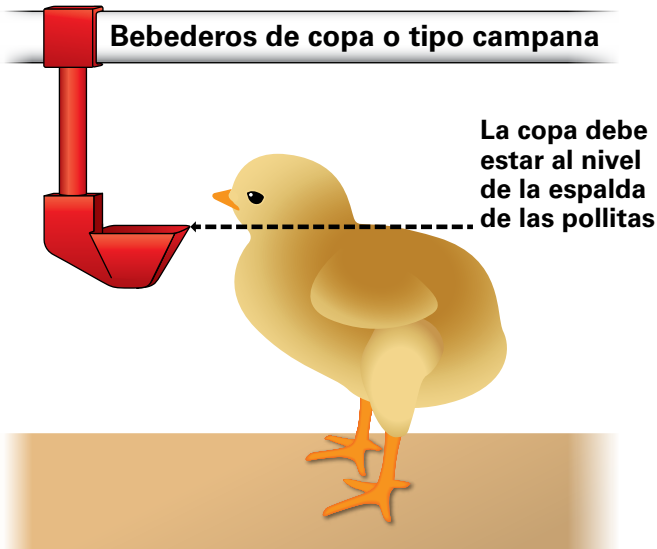 Bebederos de copa o tipo campana
La copa debe
estar al nivel
de la espalda
de las pollitas